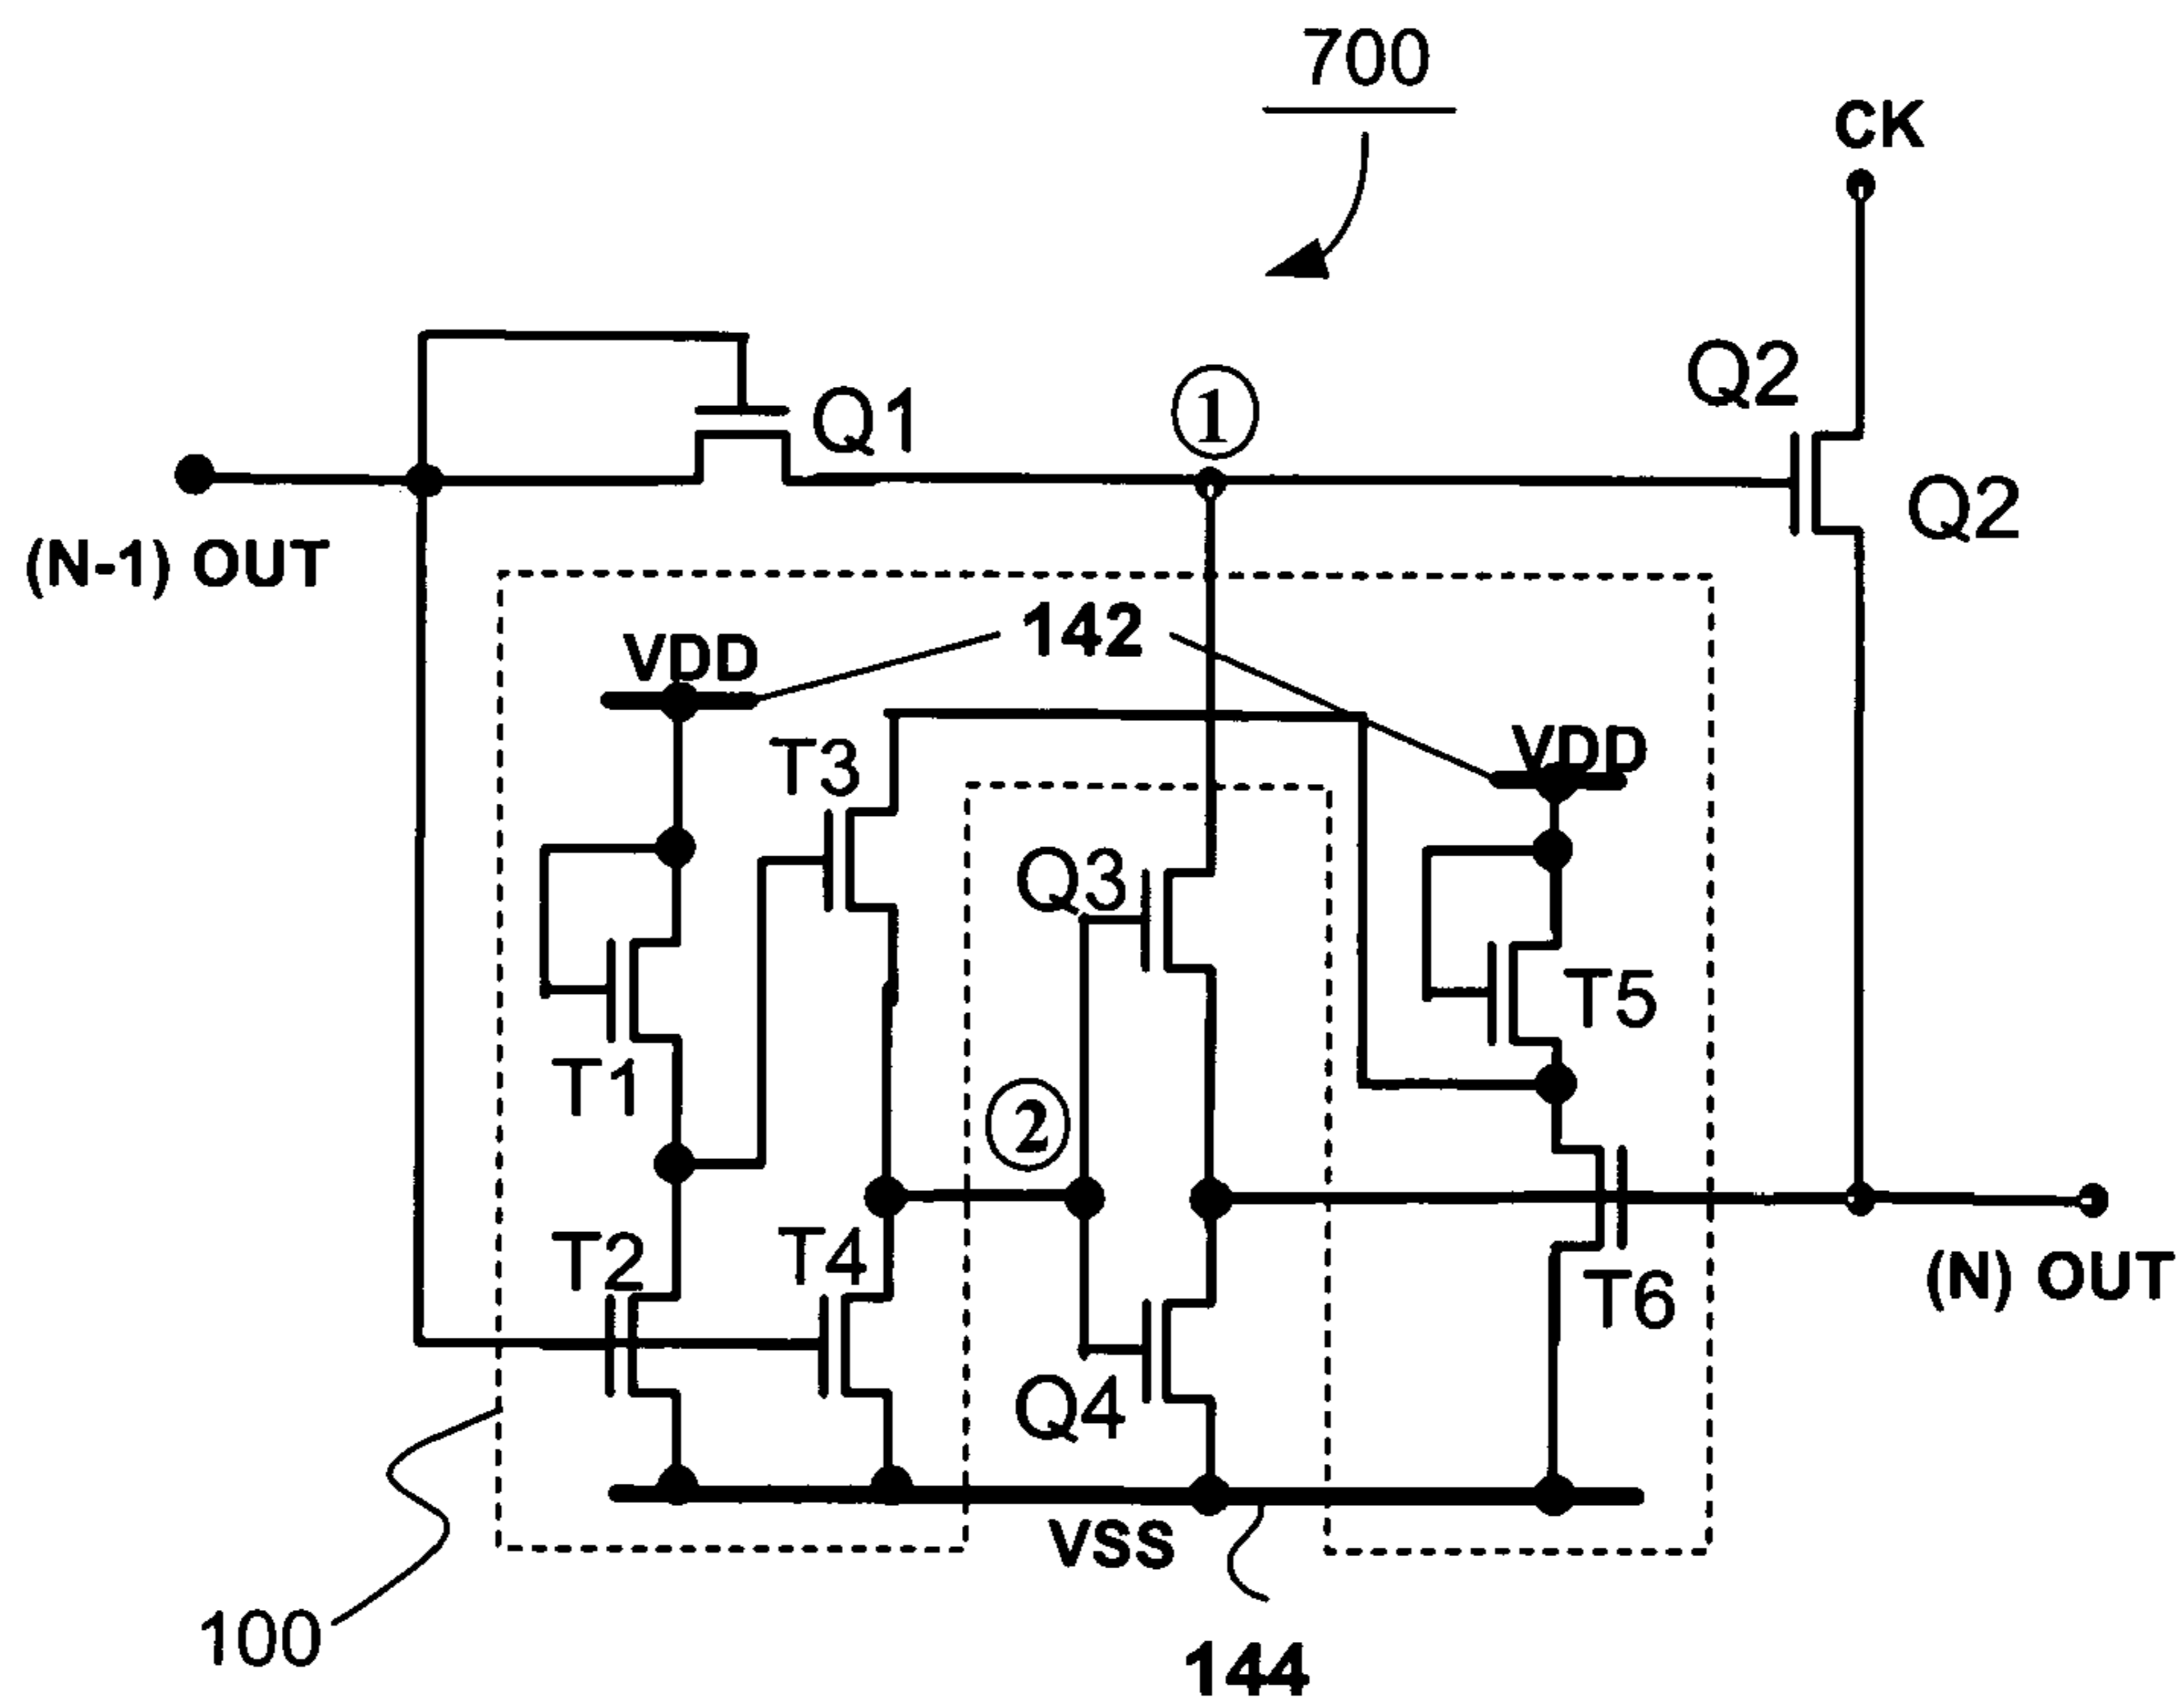 700
CK
Q2
Q1
①
Q2
(N-1) OUT
142
VDD
VDD
T3
Q3
T5
T1
②
T2
T4
(N) OUT
T6
Q4
VSS
100
144